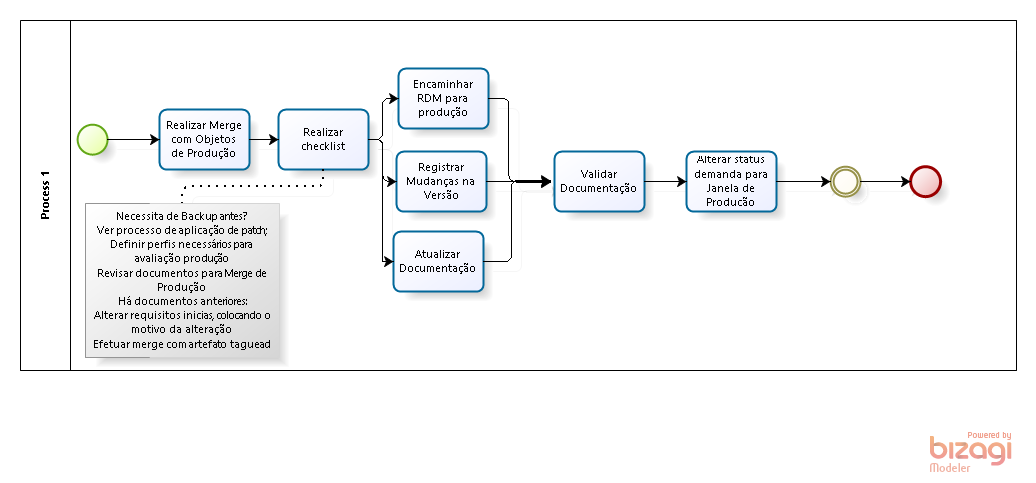 Process 1
Realizar Merge
com Objetos
de Produção
Realizar
checklist
Encaminhar
RDM para
produção
Registrar
Mudanças na
Versão
Atualizar
Documentação
Validar
Documentação
Alterar status
demanda para
Janela de
Produção
Necessita de Backup antes?
Ver processo de aplicação de patch;
Definir perfis necessários para
avaliação produção
Revisar documentos para Merge de
Produção
Há documentos anteriores:
Alterar requisitos inicias, colocando o
motivo da alteração
Efetuar merge com artefato tagueado
Powered by
bizagi
Modeler